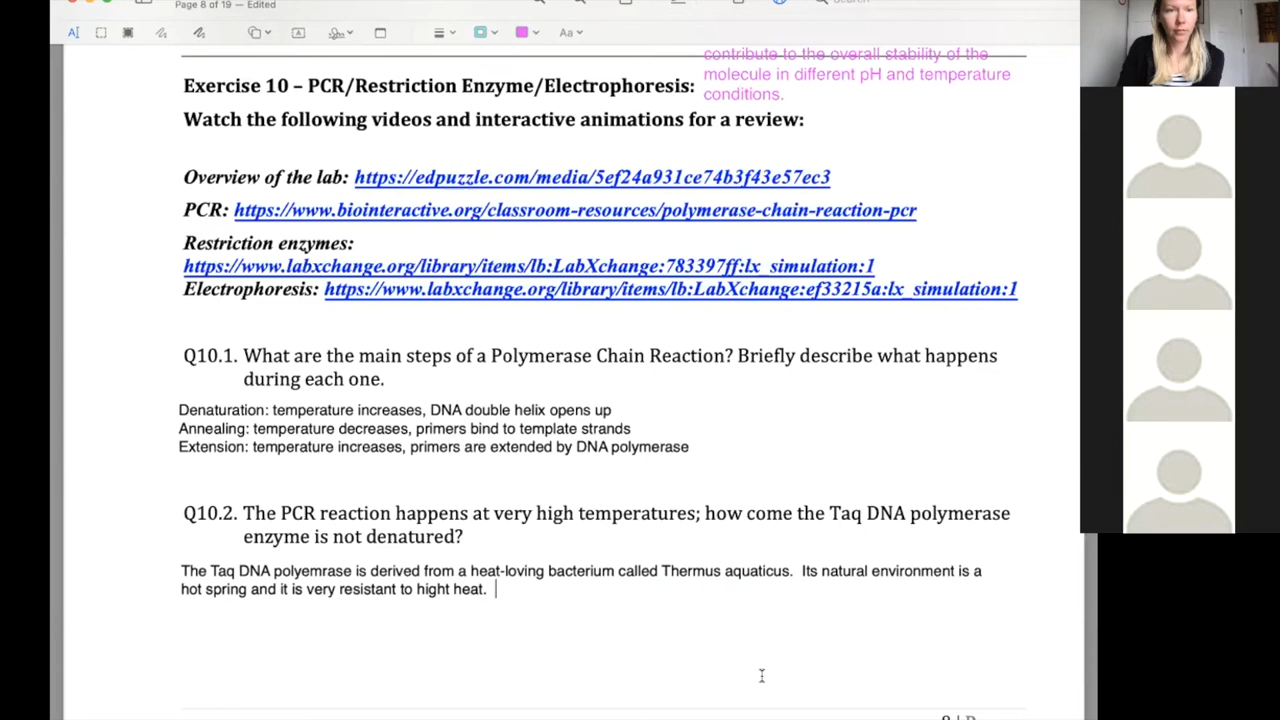 Page 8 of 19 — Edited
contribute to the overall stability of the
molecule in different pH and temperature
conditions.
Exercise 10 – PCR/Restriction Enzyme/Electrophoresis:
Watch the following videos and interactive animations for a review:
Overview of the lab: https://edpuzzle.com/media/5ef24a931ce74b3f43e57ec3
PCR: https://www.biointeractive.org/classroom-resources/polymerase-chain-reaction-pcr
Restriction enzymes:
https://www.labxchange.org/library/items/lb:LabXchange:783397ff:lx_simulation:1
Electrophoresis: https://www.labxchange.org/library/items/lb:LabXchange:ef33215a:lx_simulation:1
Q10.1. What are the main steps of a Polymerase Chain Reaction? Briefly describe what happens
during each one.
Denaturation: temperature increases, DNA double helix opens up
Annealing: temperature decreases, primers bind to template strands
Extension: temperature increases, primers are extended by DNA polymerase
Q10.2. The PCR reaction happens at very high temperatures; how come the Taq DNA polymerase
enzyme is not denatured?
The Taq DNA polyemrase is derived from a heat-loving bacterium called Thermus aquaticus. Its natural environment is a
hot spring and it is very resistant to hight heat.